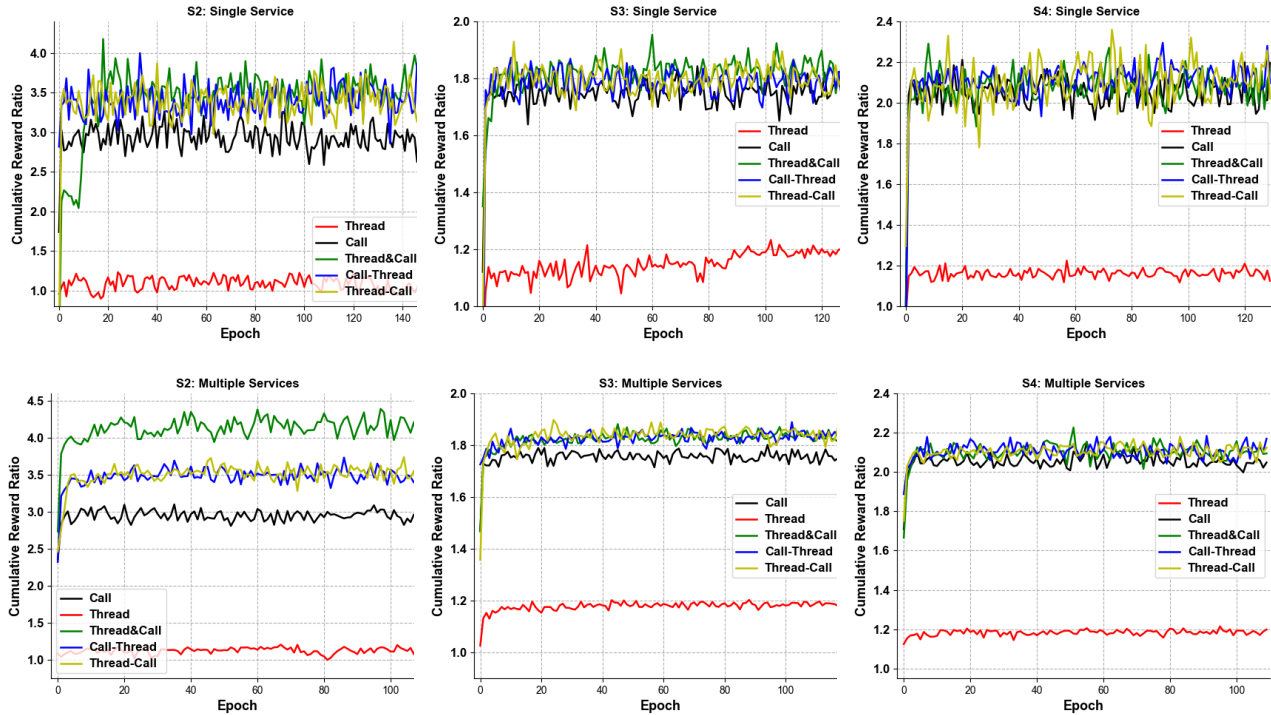 S2: Single Service
Cumulative Reward Ratio
4.0
3.5
3.0
2.5
2.0
1.5
1.0
0
20
40
60
80
100
120
140
Epoch
Thread
Call
Thread&Call
Call-Thread
Thread-Call
S3: Single Service
Cumulative Reward Ratio
2.0
1.8
1.6
1.4
1.2
1.0
0
20
40
60
80
100
120
Epoch
Thread
Call
Thread&Call
Call-Thread
Thread-Call
S4: Single Service
Cumulative Reward Ratio
2.4
2.2
2.0
1.8
1.6
1.4
1.2
1.0
0
20
40
60
80
100
120
Epoch
Thread
Call
Thread&Call
Call-Thread
Thread-Call
S2: Multiple Services
Cumulative Reward Ratio
4.5
4.0
3.5
3.0
2.5
2.0
1.5
1.0
0
20
40
60
80
100
Epoch
Call
Thread
Thread&Call
Call-Thread
Thread-Call
S3: Multiple Services
Cumulative Reward Ratio
2.0
1.8
1.6
1.4
1.2
1.0
0
20
40
60
80
100
Epoch
Call
Thread
Thread&Call
Call-Thread
Thread-Call
S4: Multiple Services
Cumulative Reward Ratio
2.4
2.2
2.0
1.8
1.6
1.4
1.2
1.0
0
20
40
60
80
100
Epoch
Thread
Call
Thread&Call
Call-Thread
Thread-Call